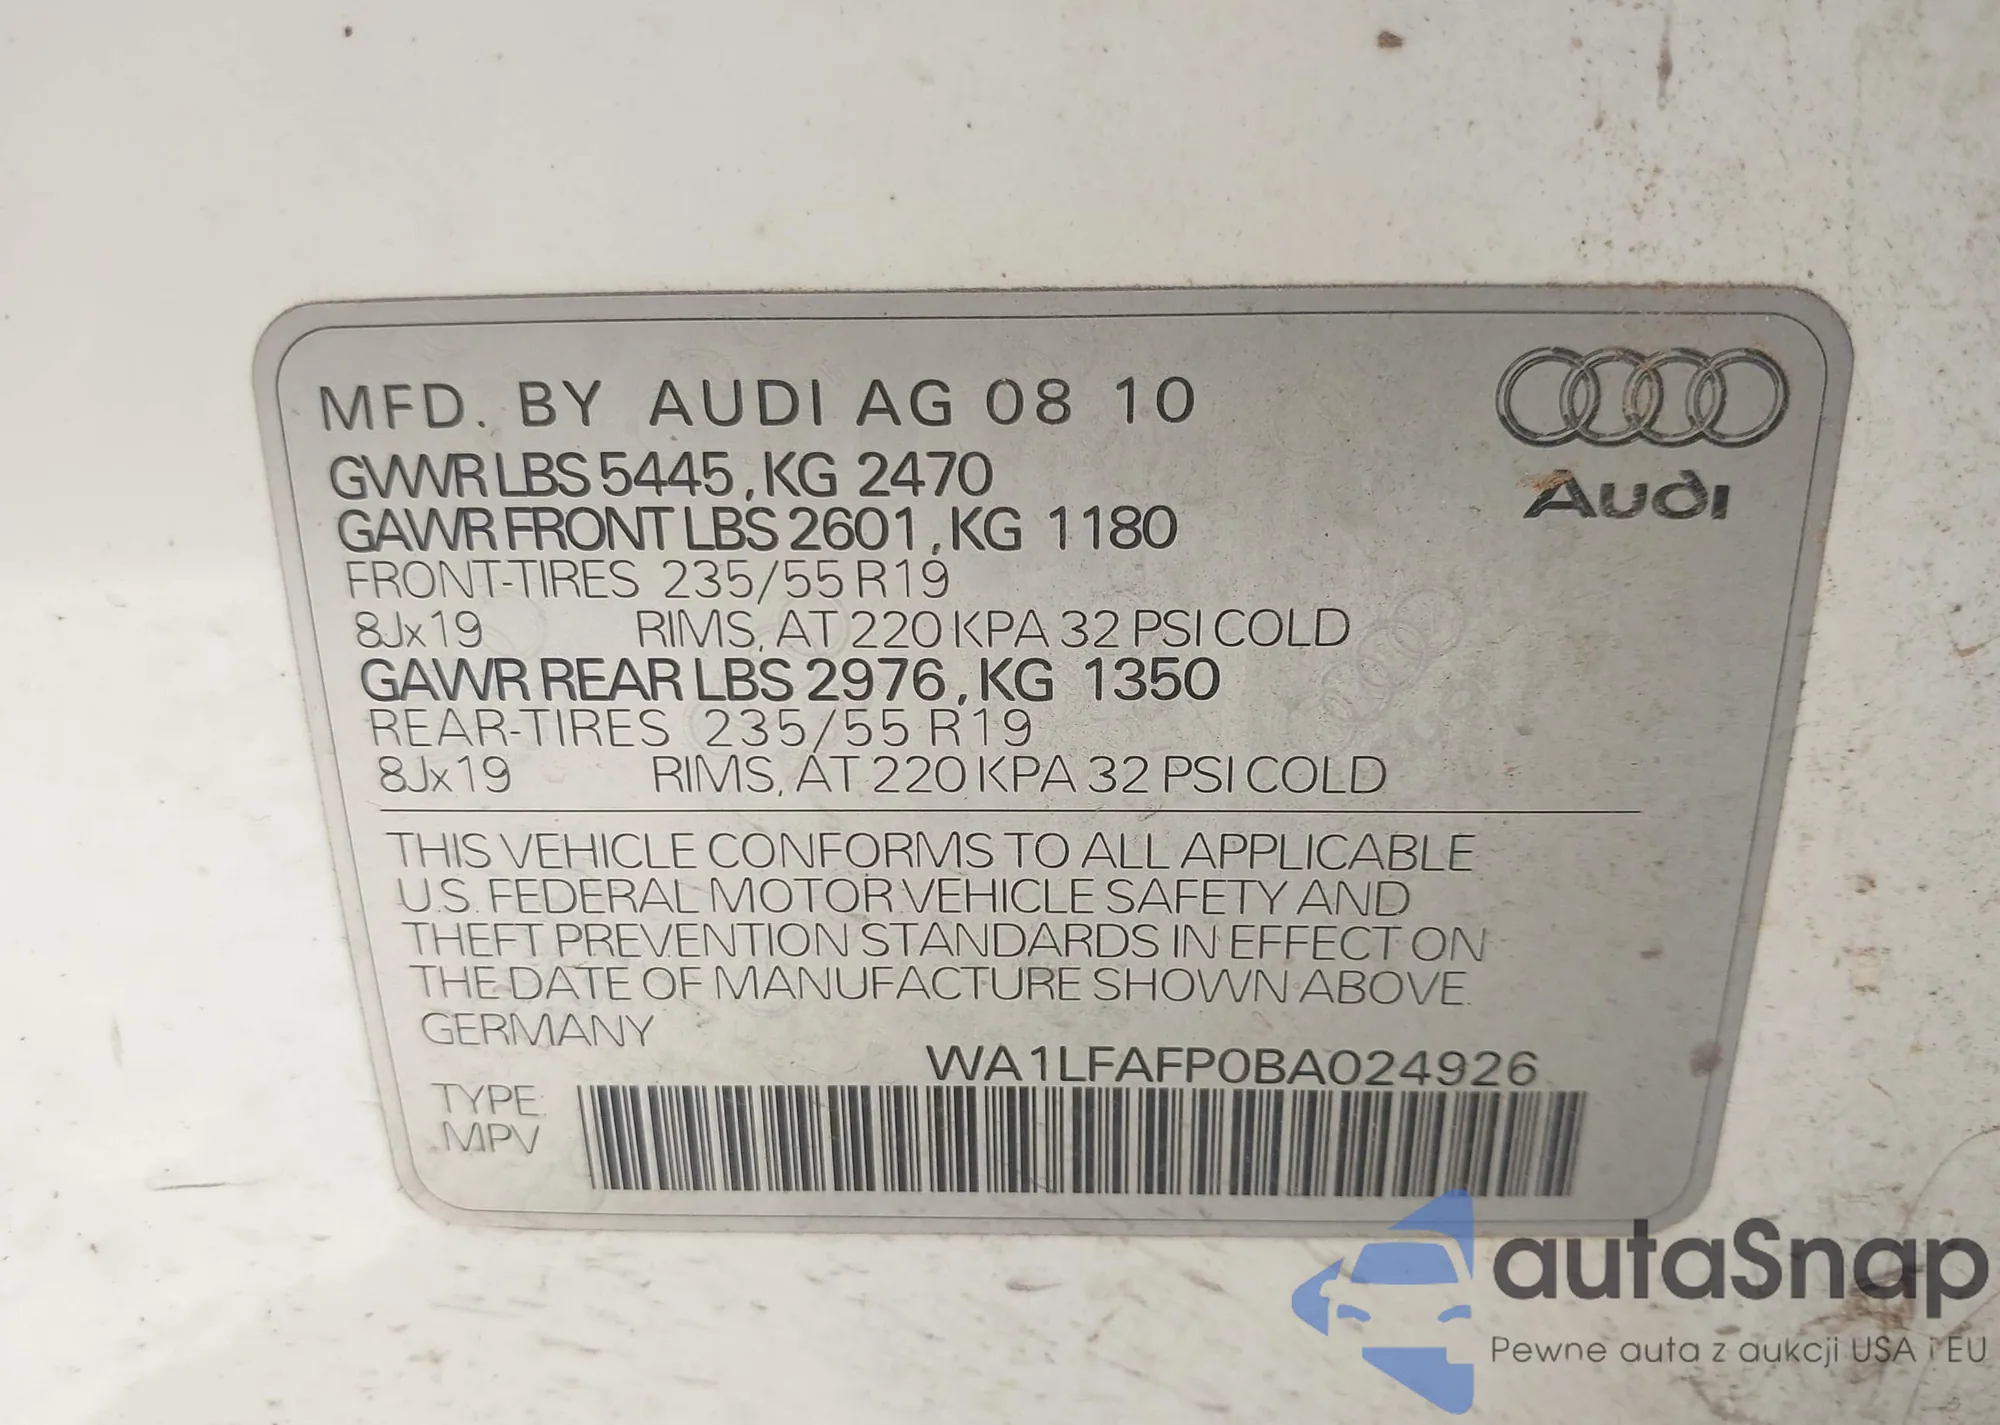 MFD. BY AUDI AG 08 10
Audi
GVWR LBS 5445, KG 2470
GAWR FRONT LBS 2601, KG 1180
FRONT-TIRES 235/55 R19
8Jx19 RIMS, AT 220 KPA 32 PSI COLD
GAWR REAR LBS 2976, KG 1350
REAR-TIRES 235/55 R19
8Jx19 RIMS, AT 220 KPA 32 PSI COLD
THIS VEHICLE CONFORMS TO ALL APPLICABLE
U.S. FEDERAL MOTOR VEHICLE SAFETY AND
THEFT PREVENTION STANDARDS IN EFFECT ON
THE DATE OF MANUFACTURE SHOWN ABOVE.
GERMANY
WA1LFAFP0BA024926
TYPE:
MPV
autaSnap
Pewne auta z aukcji USA i EU